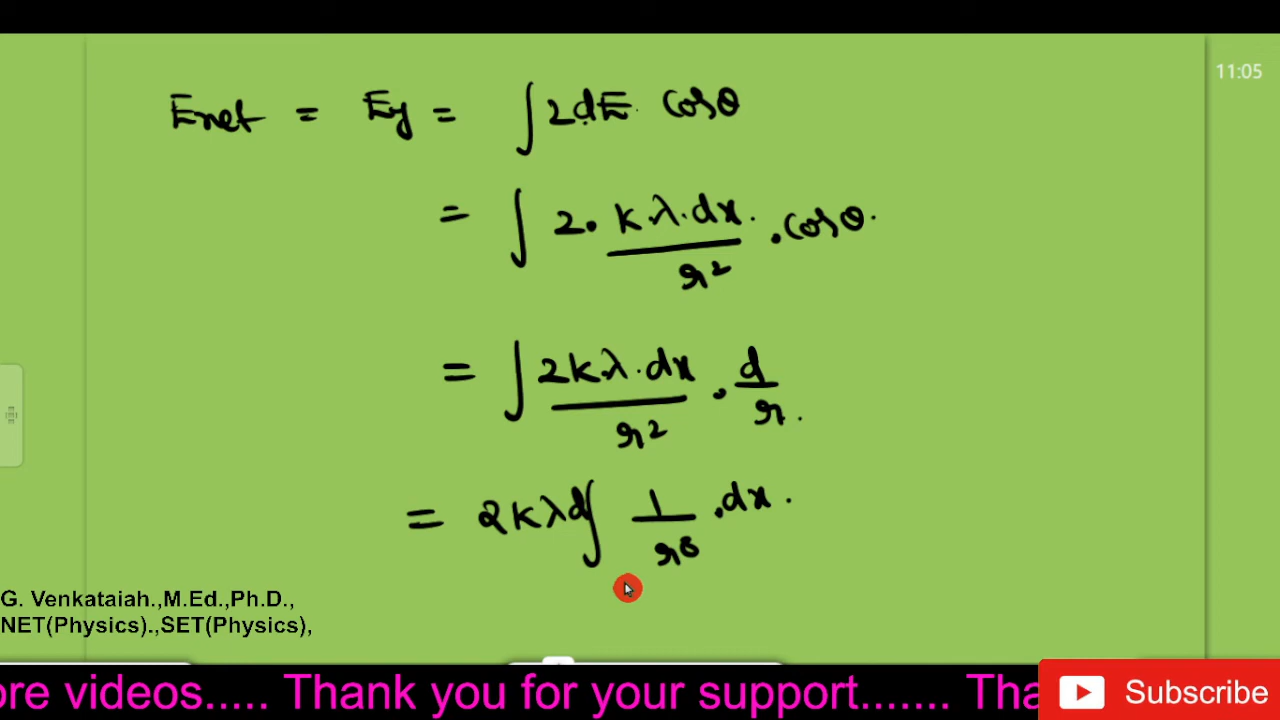 11:05
Enet = Ey = ∫ 2dE cosθ
= ∫ 2. kλ.dx. / r² .cosθ.
= ∫ 2kλ.dx / r² . d / r.
= 2kλd ∫ 1 / r³ .dx.
G. Venkataiah.,M.Ed.,Ph.D.,
NET(Physics).,SET(Physics),
ore videos..... Thank you for your support....... Tha
Subscribe